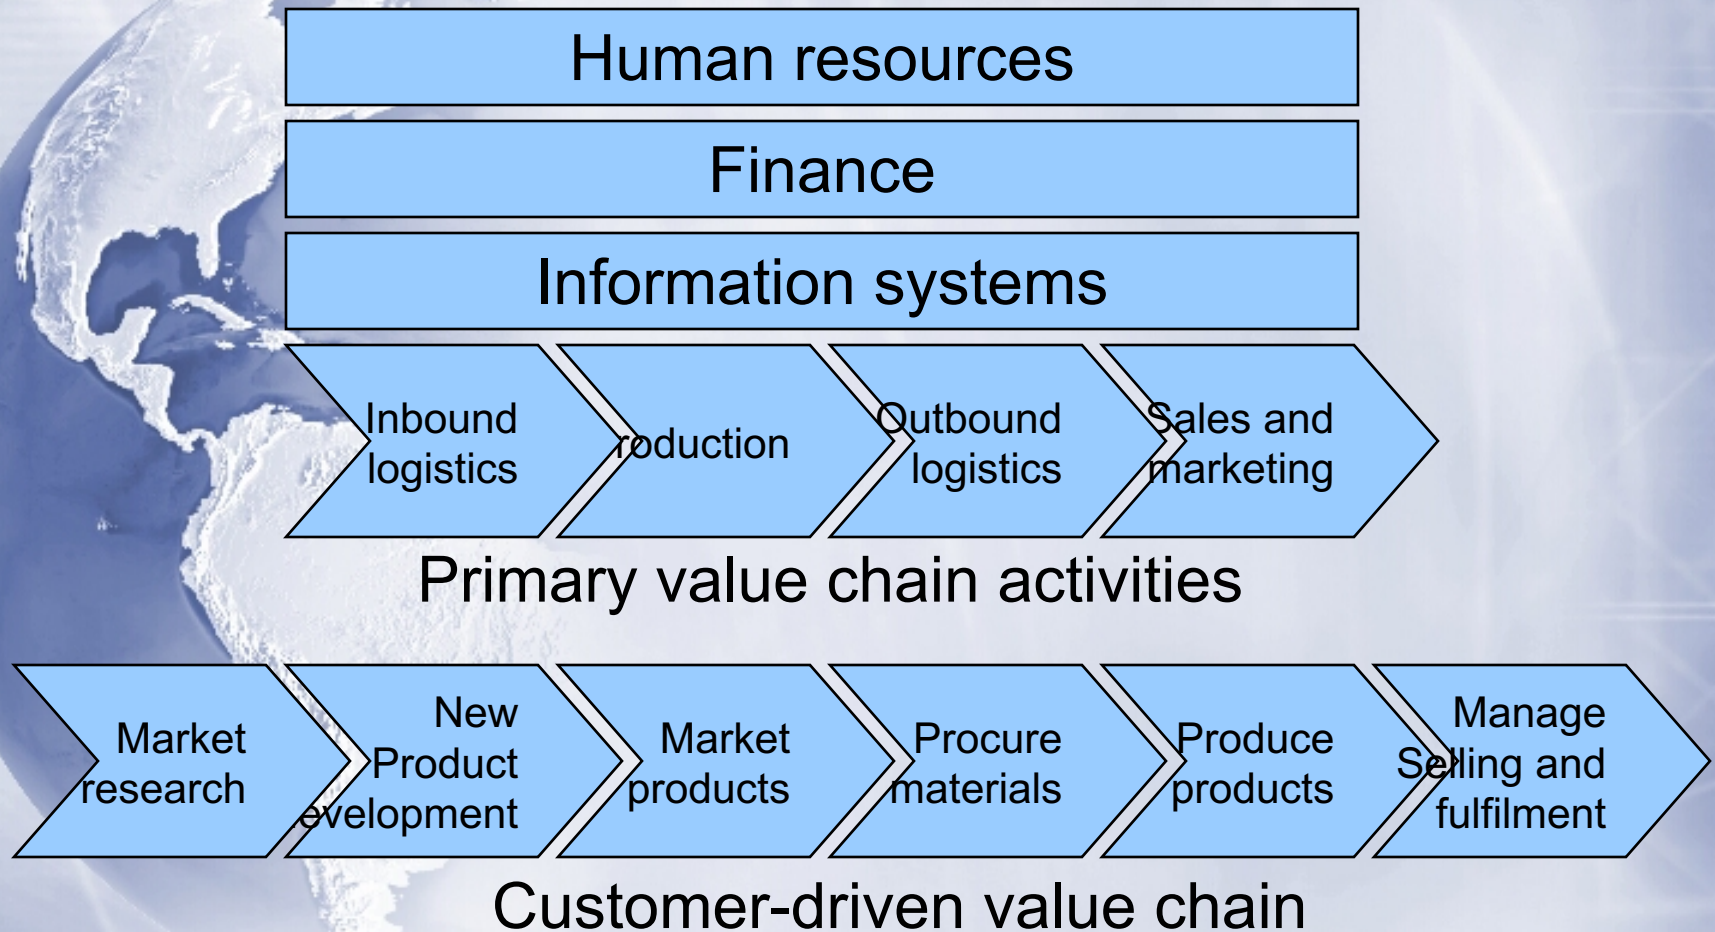 Human resources
Finance
Information systems
Inbound
logistics
roduction
Outbound
logistics
Sales and
marketing
Primary value chain activities
Market
research
New
Product
evelopment
Market
products
Procure
materials
Produce
products
Manage
Selling and
fulfilment
Customer-driven value chain